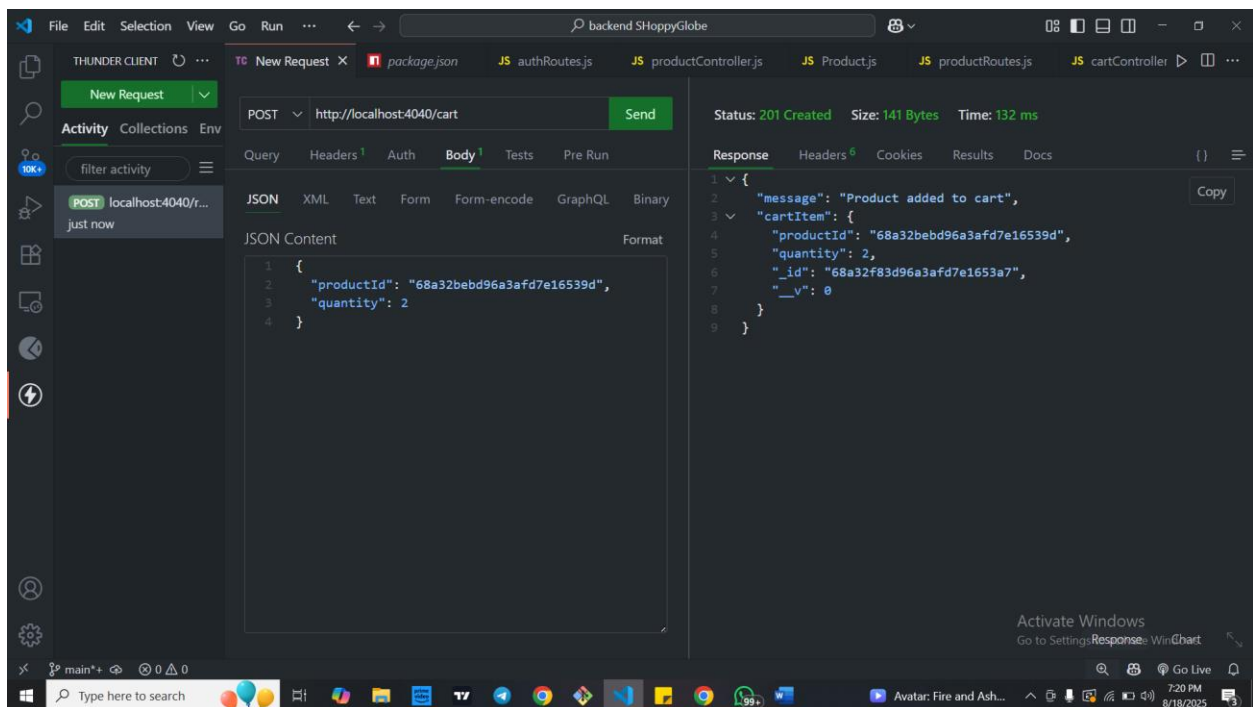 File Edit Selection View Go Run ··· backend SHoppyGlobe
THUNDER CLIENT ···
TC New Request package.json JS authRoutes.js JS productController.js JS Product.js JS productRoutes.js JS cartController ···
New Request
Activity Collections Env
filter activity
POST localhost:4040/r...
just now
10K+
POST http://localhost:4040/cart Send
Query Headers 1 Auth Body 1 Tests Pre Run
JSON XML Text Form Form-encode GraphQL Binary
JSON Content Format
1 {
2 "productId": "68a32bebd96a3afd7e16539d",
3 "quantity": 2
4 }
Status: 201 Created Size: 141 Bytes Time: 132 ms
Response Headers 6 Cookies Results Docs {}
Copy
1 {
2 "message": "Product added to cart",
3 "cartItem": {
4 "productId": "68a32bebd96a3afd7e16539d",
5 "quantity": 2,
6 "_id": "68a32f83d96a3afd7e1653a7",
7 "__v": 0
8 }
9 }
Activate Windows
Go to Settings Response Chart
main*+ 0 0 Go Live
Type here to search prime video 99+ Avatar: Fire and Ash... 7:20 PM
8/18/2025 3